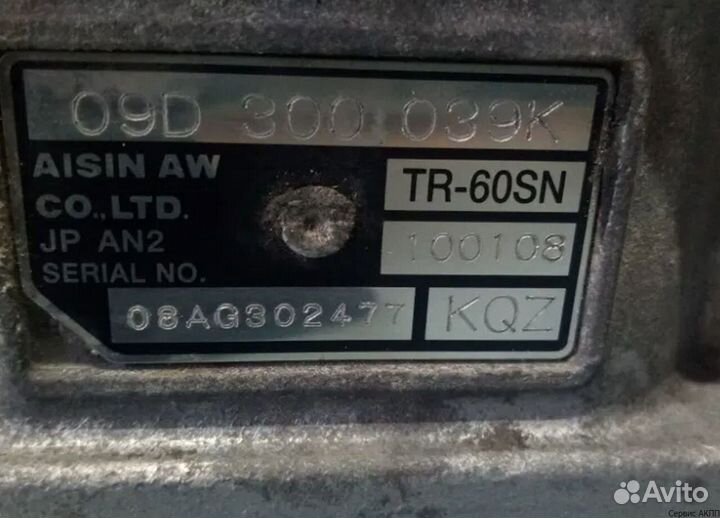 09D 300 039K
AISIN AW
CO.,LTD.
TR-60SN
JP AN2
100108
SERIAL NO.
08AG302477
KQZ
Avito
Сервис АКПП